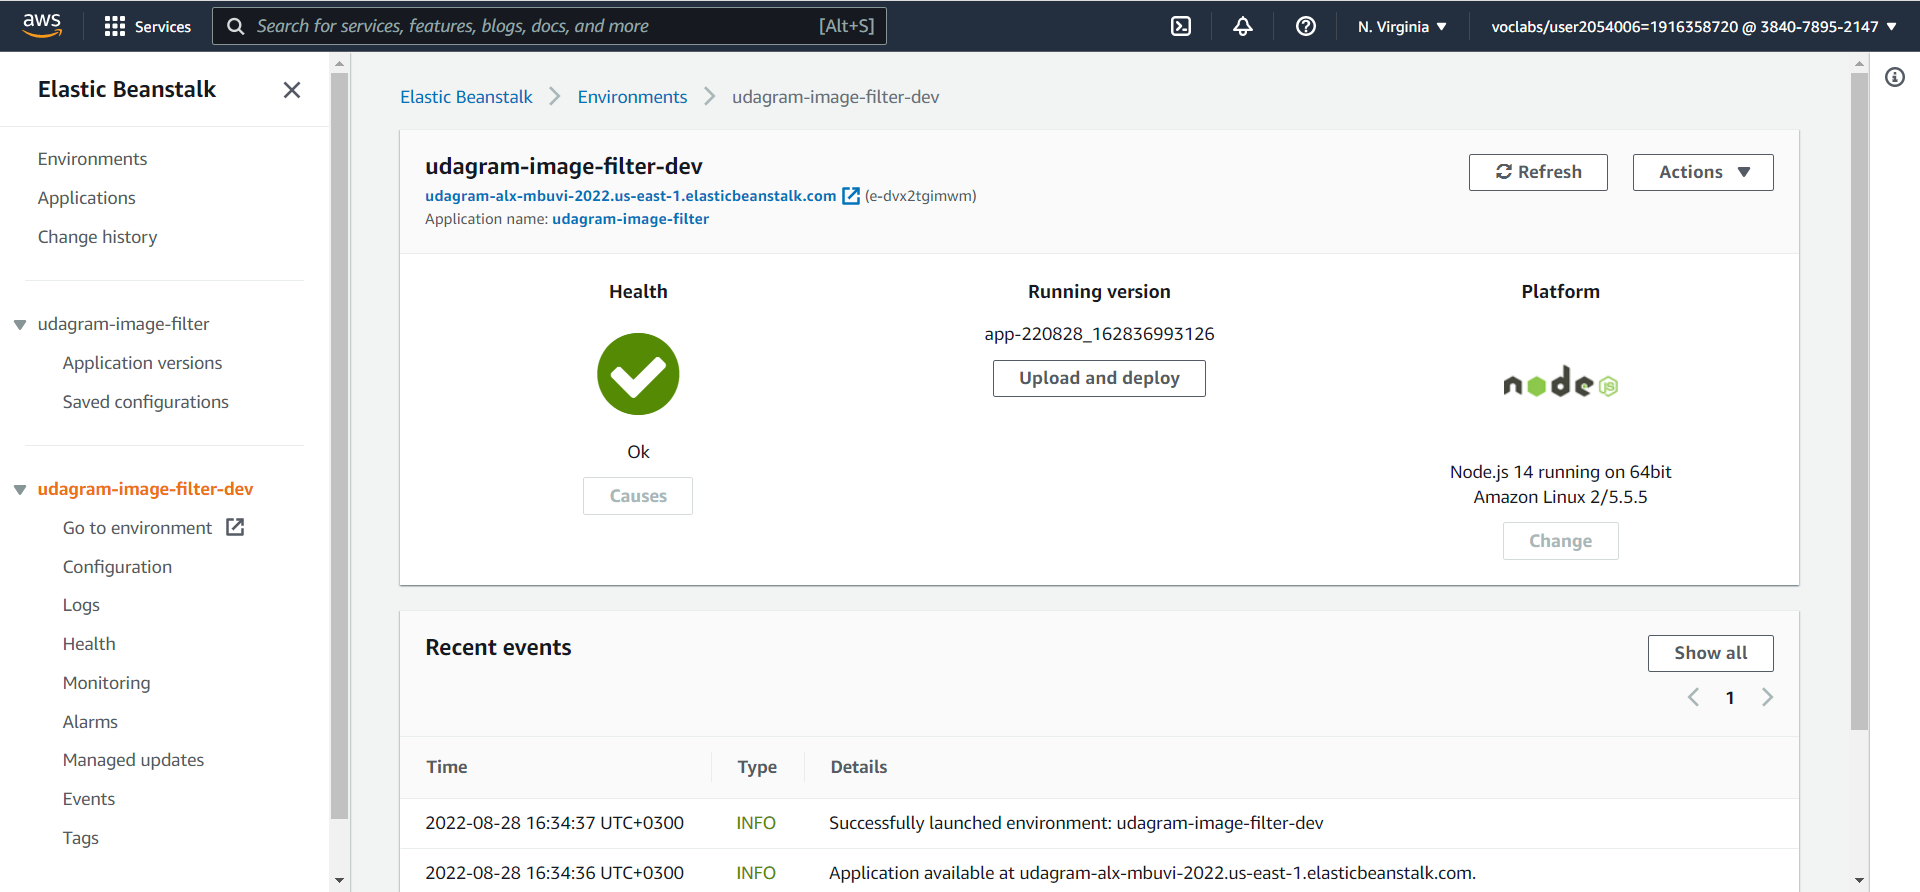 aws
Services
Search for services, features, blogs, docs, and more
[Alt+S]
N. Virginia
voclabs/user2054006=1916358720 @ 3840-7895-2147
Elastic Beanstalk
Environments
Applications
Change history
udagram-image-filter
Application versions
Saved configurations
udagram-image-filter-dev
Go to environment
Configuration
Logs
Health
Monitoring
Alarms
Managed updates
Events
Tags
Elastic Beanstalk
Environments
udagram-image-filter-dev
udagram-image-filter-dev
udagram-alx-mbuvi-2022.us-east-1.elasticbeanstalk.com (e-dvx2tgimwm)
Application name: udagram-image-filter
Refresh
Actions
Health
Ok
Causes
Running version
app-220828_162836993126
Upload and deploy
Platform
node JS
Node.js 14 running on 64bit
Amazon Linux 2/5.5.5
Change
Recent events
Show all
1
Time
Type
Details
2022-08-28 16:34:37 UTC+0300
INFO
Successfully launched environment: udagram-image-filter-dev
2022-08-28 16:34:36 UTC+0300
INFO
Application available at udagram-alx-mbuvi-2022.us-east-1.elasticbeanstalk.com.